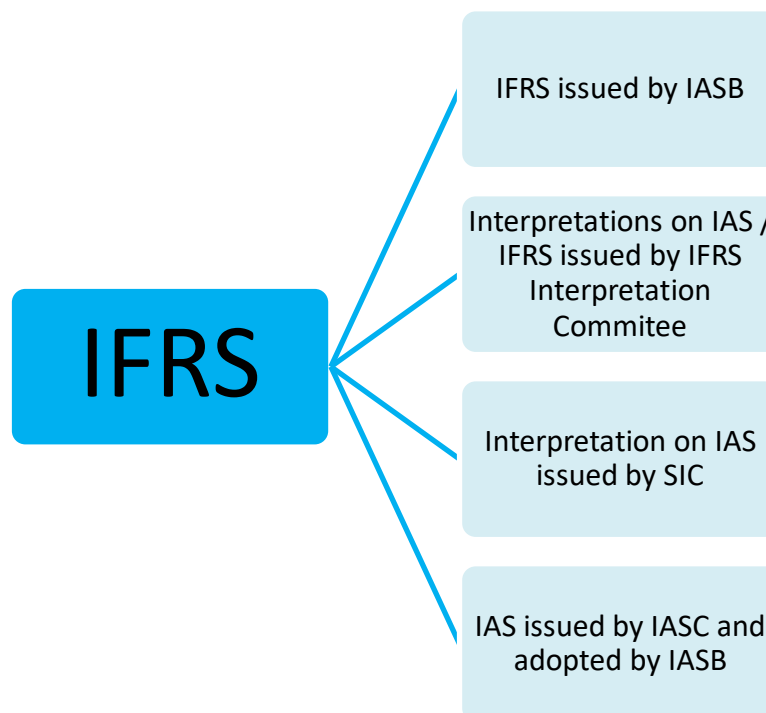 IFRS
IFRS issued by IASB
Interpretations on IAS /
IFRS issued by IFRS
Interpretation
Commitee
Interpretation on IAS
issued by SIC
IAS issued by IASC and
adopted by IASB